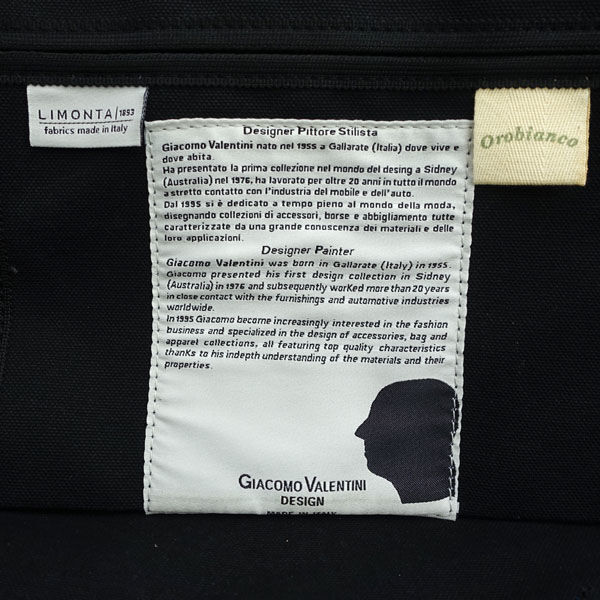 LIMONTA | 1893
fabrics made in Italy
Orobianco
Designer Pittore Stilista
Giacomo Valentini nato nel 1955 a Gallarate (Italia) dove vive e
dove abita.
Ha presentato la prima collezione nel mondo del desing a Sidney
(Australia) nel 1976, ha lavorato per oltre 20 anni in tutto il mondo
a stretto contatto con l'industria del mobile e dell'auto.
Dal 1995 si è dedicato a tempo pieno al mondo della moda,
disegnando collezioni di accessori, borse e abbigliamento tutte
caratterizzate da una grande conoscenza dei materiali e delle
loro applicazioni.
Designer Painter
Giacomo Valentini was born in Gallarate (Italy) in 1955.
Giacomo presented his first design collection in Sidney
(Australia) in 1976 and subsequently worked more than 20 years
in close contact with the furnishings and automotive industries
worldwide.
In 1995 Giacomo become increasingly interested in the fashion
business and specialized in the design of accessories, bag and
apparel collections, all featuring top quality characteristics
thanks to his indepth understanding of the materials and their
properties.
GIACOMO VALENTINI
DESIGN
MADE IN ITALY